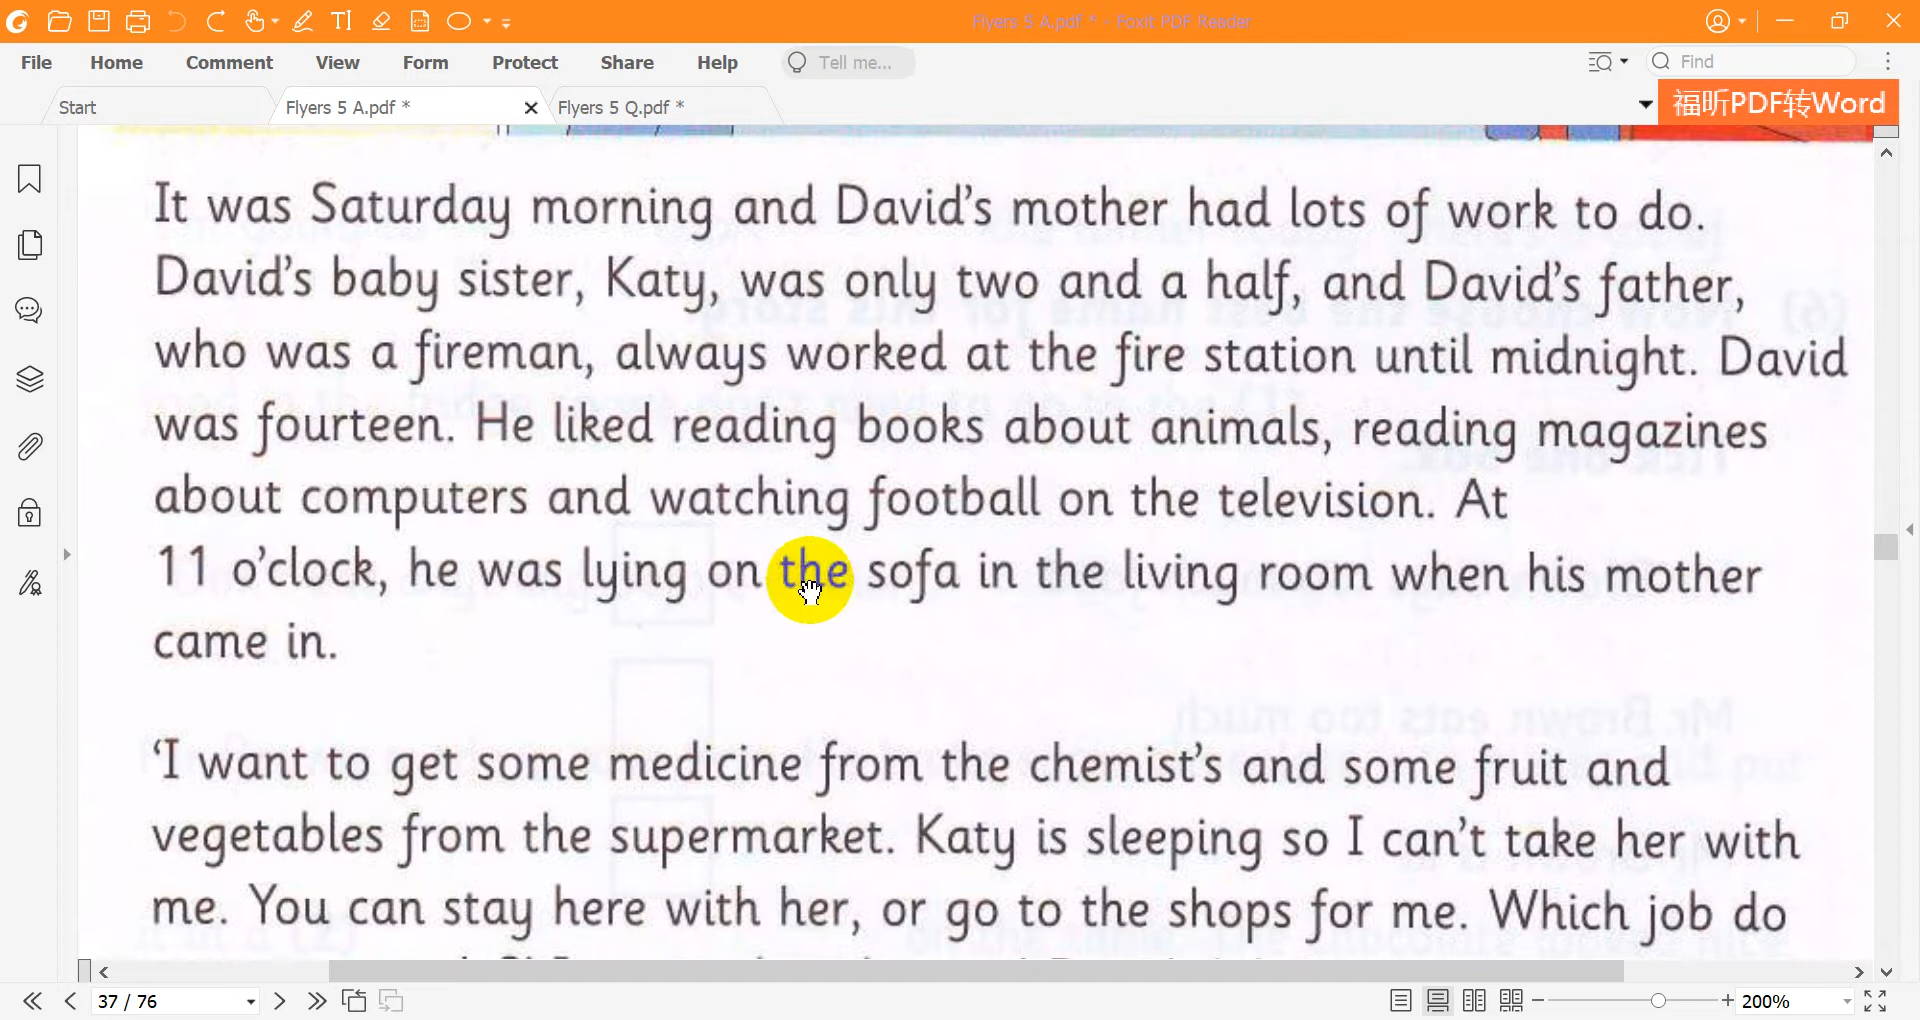 Flyers 5 A.pdf * - Foxit PDF Reader
File Home Comment View Form Protect Share Help Tell me... Find
Start Flyers 5 A.pdf * Flyers 5 Q.pdf * 福昕PDF转Word
It was Saturday morning and David's mother had lots of work to do.
David's baby sister, Katy, was only two and a half, and David's father,
who was a fireman, always worked at the fire station until midnight. David
was fourteen. He liked reading books about animals, reading magazines
about computers and watching football on the television. At
11 o'clock, he was lying on the sofa in the living room when his mother
came in.
'I want to get some medicine from the chemist's and some fruit and
vegetables from the supermarket. Katy is sleeping so I can't take her with
me. You can stay here with her, or go to the shops for me. Which job do
37 / 76 200%